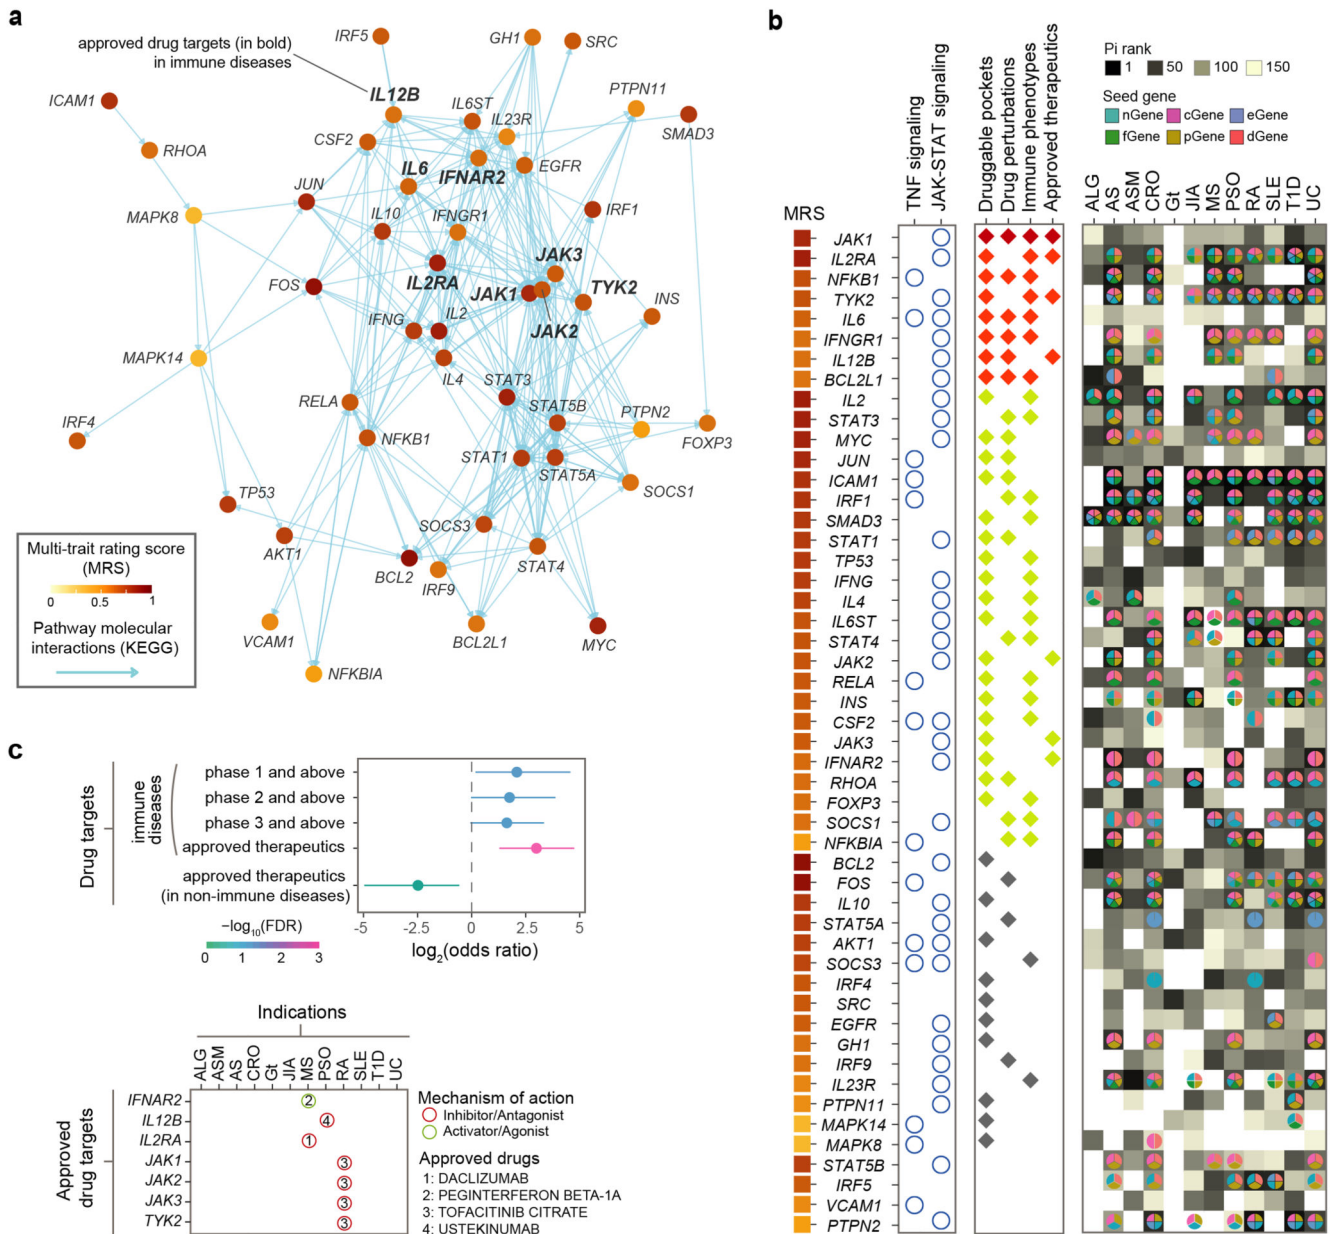 a
approved drug targets (in bold)
in immune diseases
IRF5
GH1
SRC
IL12B
IL6ST
PTPN11
ICAM1
IL23R
SMAD3
CSF2
RHOA
EGFR
IL6
IFNAR2
JUN
MAPK8
IL10
IFNGR1
IRF1
JAK3
FOS
IL2RA
JAK1
TYK2
INS
IFNG
IL2
JAK2
MAPK14
IL4
STAT3
RELA
STAT5B
PTPN2
IRF4
NFKB1
FOXP3
STAT1
STAT5A
SOCS1
TP53
SOCS3
AKT1
BCL2
IRF9
STAT4
VCAM1
BCL2L1
MYC
NFKBIA
Multi-trait rating score
(MRS)
0
0.5
1
Pathway molecular
interactions (KEGG)
b
Pi rank
1
50
100
150
Seed gene
nGene
cGene
eGene
fGene
pGene
dGene
TNF signaling
JAK-STAT signaling
Druggable pockets
Drug perturbations
Immune phenotypes
Approved therapeutics
ALG
AS
ASM
CRO
Gt
JIA
MS
PSO
RA
SLE
T1D
UC
MRS
JAK1
IL2RA
NFKB1
TYK2
IL6
IFNGR1
IL12B
BCL2L1
IL2
STAT3
MYC
JUN
ICAM1
IRF1
SMAD3
STAT1
TP53
IFNG
IL4
IL6ST
STAT4
JAK2
RELA
INS
CSF2
JAK3
IFNAR2
RHOA
FOXP3
SOCS1
NFKBIA
BCL2
FOS
IL10
STAT5A
AKT1
SOCS3
IRF4
SRC
EGFR
GH1
IRF9
IL23R
PTPN11
MAPK14
MAPK8
STAT5B
IRF5
VCAM1
PTPN2
c
Drug targets
immune
diseases
phase 1 and above
phase 2 and above
phase 3 and above
approved therapeutics
approved therapeutics
(in non-immune diseases)
-5
-2.5
0
2.5
5
log2(odds ratio)
−log10(FDR)
0
1
2
3
Indications
ALG
ASM
AS
CRO
Gt
JIA
MS
PSO
RA
SLE
T1D
UC
Approved
drug targets
IFNAR2 2
IL12B 4
IL2RA 1
JAK1 3
JAK2 3
JAK3 3
TYK2 3
Mechanism of action
Inhibitor/Antagonist
Activator/Agonist
Approved drugs
1: DACLIZUMAB
2: PEGINTERFERON BETA-1A
3: TOFACITINIB CITRATE
4: USTEKINUMAB